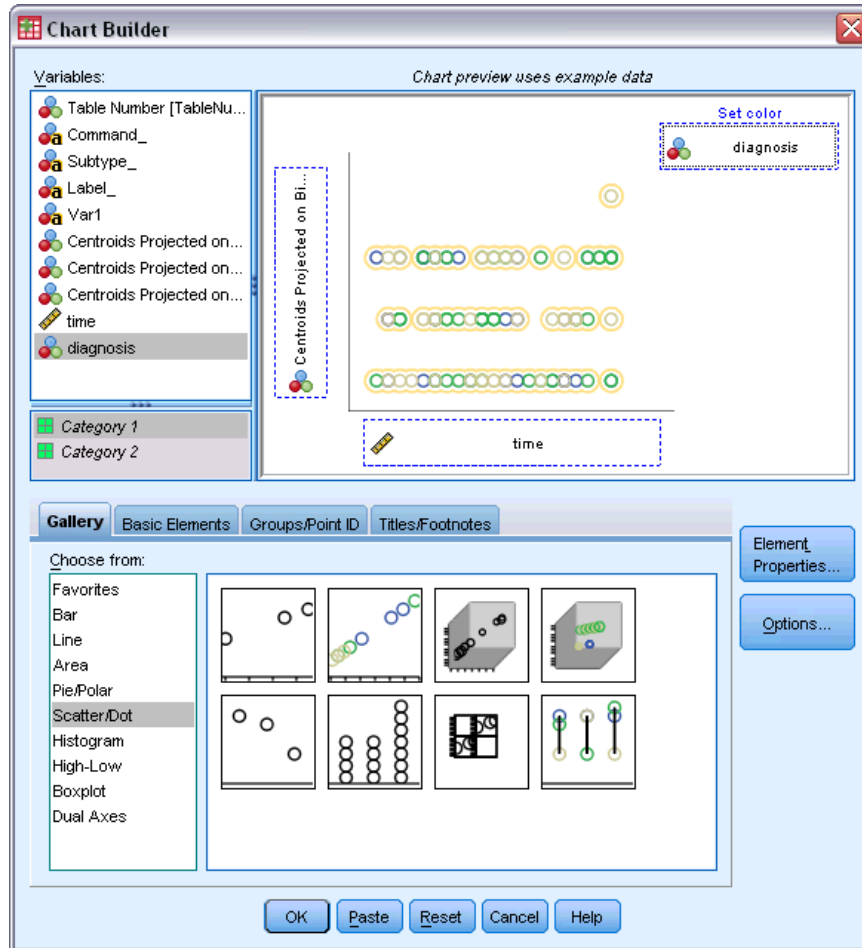 Chart Builder
Variables:
Chart preview uses example data
Table Number [TableNu...
Command_
Subtype_
Label_
Var1
Centroids Projected on...
Centroids Projected on...
Centroids Projected on...
time
diagnosis
Category 1
Category 2
Set color
diagnosis
Centroids Projected on Bi...
time
Gallery
Basic Elements
Groups/Point ID
Titles/Footnotes
Choose from:
Favorites
Bar
Line
Area
Pie/Polar
Scatter/Dot
Histogram
High-Low
Boxplot
Dual Axes
Element
Properties...
Options...
OK
Paste
Reset
Cancel
Help